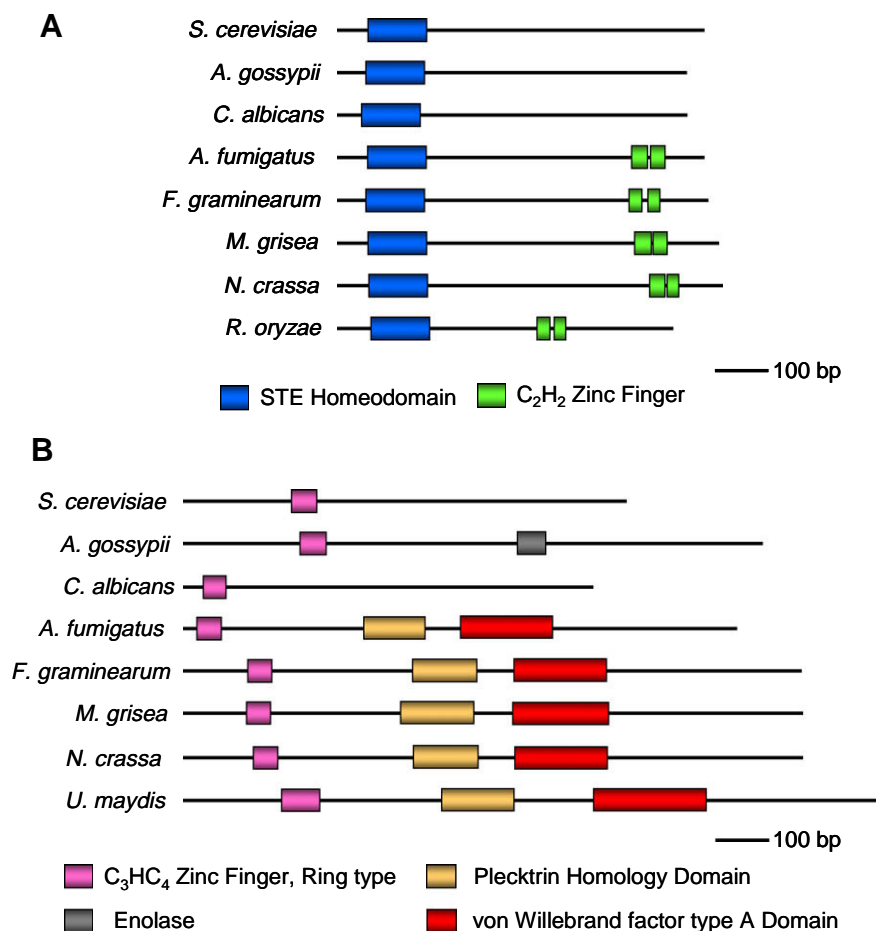 A
S. cerevisiae
A. gossypii
C. albicans
A. fumigatus
F. graminearum
M. grisea
N. crassa
R. oryzae
100 bp
STE Homeodomain
C₂H₂ Zinc Finger
B
S. cerevisiae
A. gossypii
C. albicans
A. fumigatus
F. graminearum
M. grisea
N. crassa
U. maydis
100 bp
C₃HC₄ Zinc Finger, Ring type
Plecktrin Homology Domain
Enolase
von Willebrand factor type A Domain